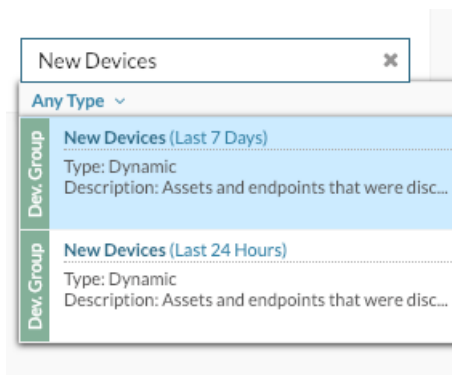 New Devices
Any Type
Dev. Group
New Devices (Last 7 Days)
Type: Dynamic
Description: Assets and endpoints that were disc...
Dev. Group
New Devices (Last 24 Hours)
Type: Dynamic
Description: Assets and endpoints that were disc...